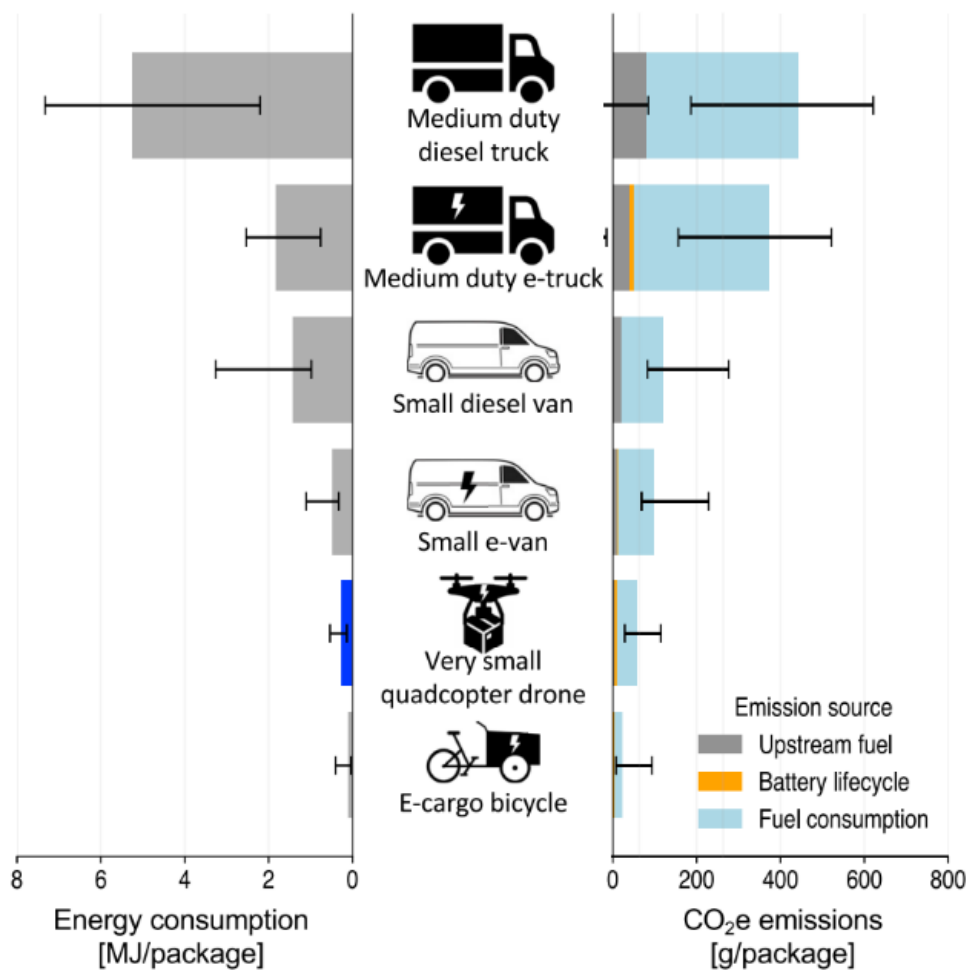 Medium duty
diesel truck
Medium duty e-truck
Small diesel van
Small e-van
Very small
quadcopter drone
E-cargo bicycle
Emission source
Upstream fuel
Battery lifecycle
Fuel consumption
8 6 4 2 0
Energy consumption
[MJ/package]
0 200 400 600 800
CO₂e emissions
[g/package]